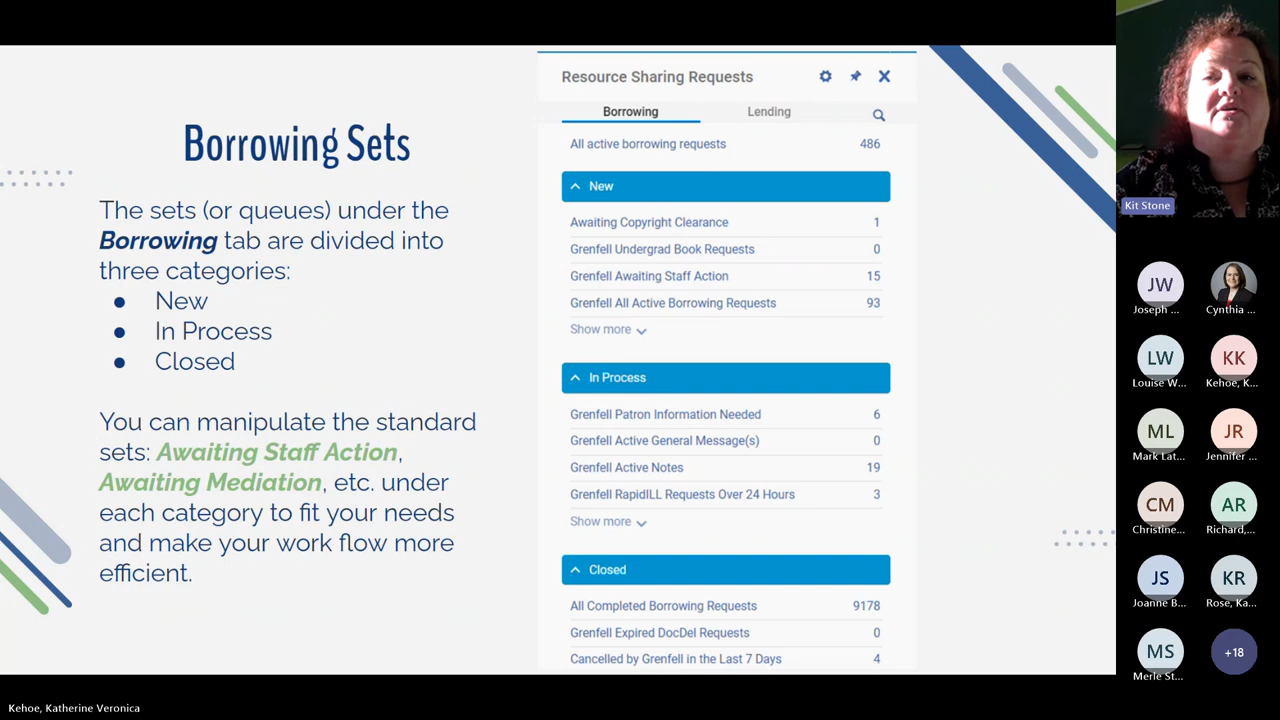 Borrowing Sets
The sets (or queues) under the
Borrowing tab are divided into
three categories:
● New
● In Process
● Closed
You can manipulate the standard
sets: Awaiting Staff Action,
Awaiting Mediation, etc. under
each category to fit your needs
and make your work flow more
efficient.
Resource Sharing Requests
Borrowing Lending
All active borrowing requests 486
New
Awaiting Copyright Clearance 1
Grenfell Undergrad Book Requests 0
Grenfell Awaiting Staff Action 15
Grenfell All Active Borrowing Requests 93
Show more
In Process
Grenfell Patron Information Needed 6
Grenfell Active General Message(s) 0
Grenfell Active Notes 19
Grenfell RapidILL Requests Over 24 Hours 3
Show more
Closed
All Completed Borrowing Requests 9178
Grenfell Expired DocDel Requests 0
Cancelled by Grenfell in the Last 7 Days 4
Kit Stone
JW
Joseph ... Cynthia ...
LW KK
Louise W... Kehoe, K...
ML JR
Mark Lat... Jennifer ...
CM AR
Christine... Richard,...
JS KR
Joanne B... Rose, Ka...
MS +18
Merle St...
Kehoe, Katherine Veronica